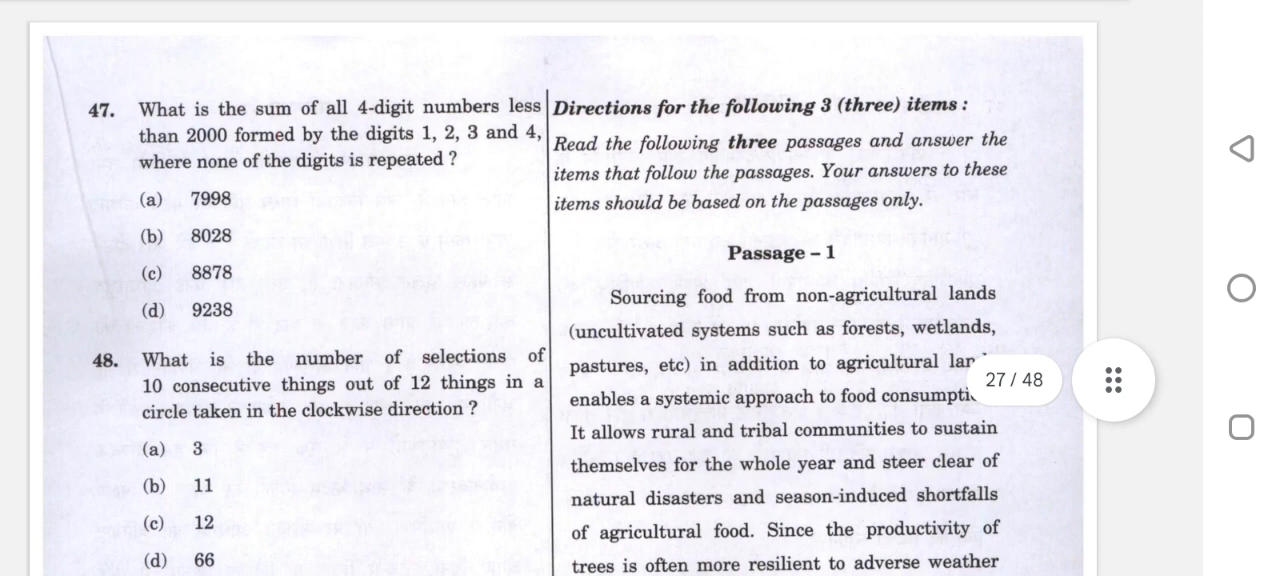 47. What is the sum of all 4-digit numbers less
than 2000 formed by the digits 1, 2, 3 and 4,
where none of the digits is repeated ?
(a) 7998
(b) 8028
(c) 8878
(d) 9238
48. What is the number of selections of
10 consecutive things out of 12 things in a
circle taken in the clockwise direction ?
(a) 3
(b) 11
(c) 12
(d) 66
Directions for the following 3 (three) items :
Read the following three passages and answer the
items that follow the passages. Your answers to these
items should be based on the passages only.
Passage – 1
Sourcing food from non-agricultural lands
(uncultivated systems such as forests, wetlands,
pastures, etc) in addition to agricultural
enables a systemic approach to food
It allows rural and tribal communities to sustain
themselves for the whole year and steer clear of
natural disasters and season-induced shortfalls
of agricultural food. Since the productivity of
trees is often more resilient to adverse weather
27 / 48